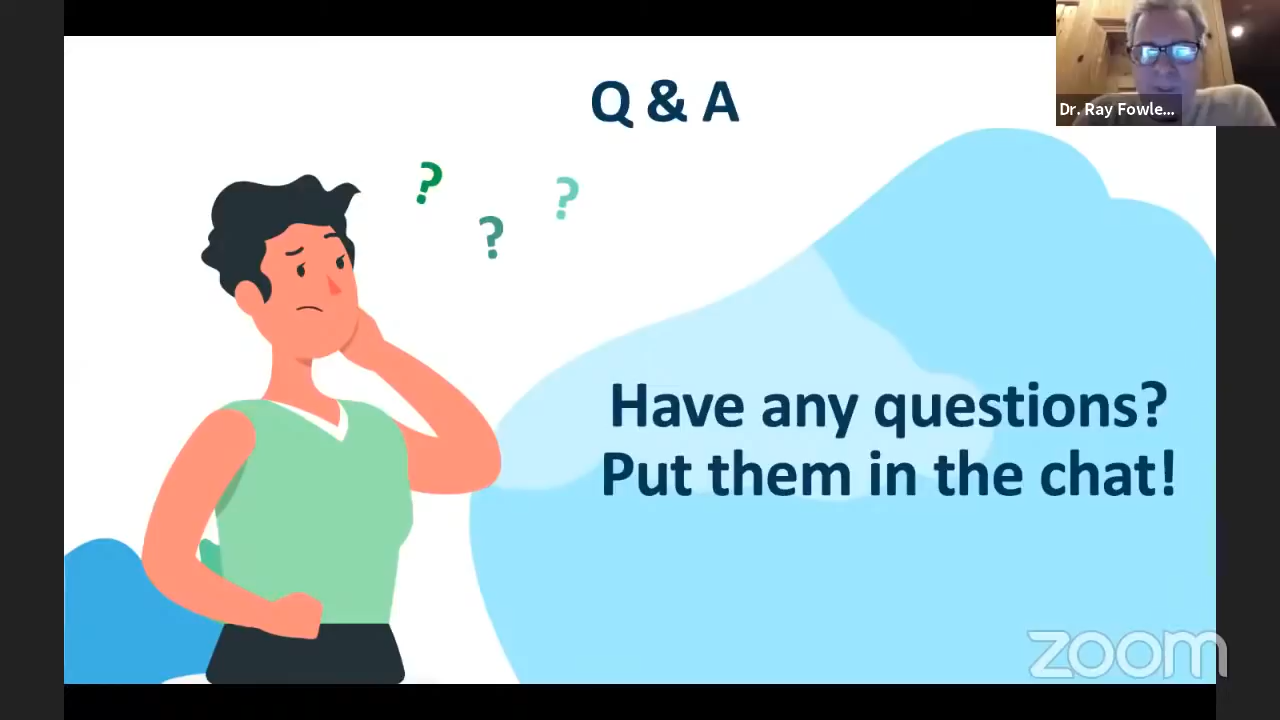 Q & A
Dr. Ray Fowle...
? ? ?
Have any questions?
Put them in the chat!
zoom